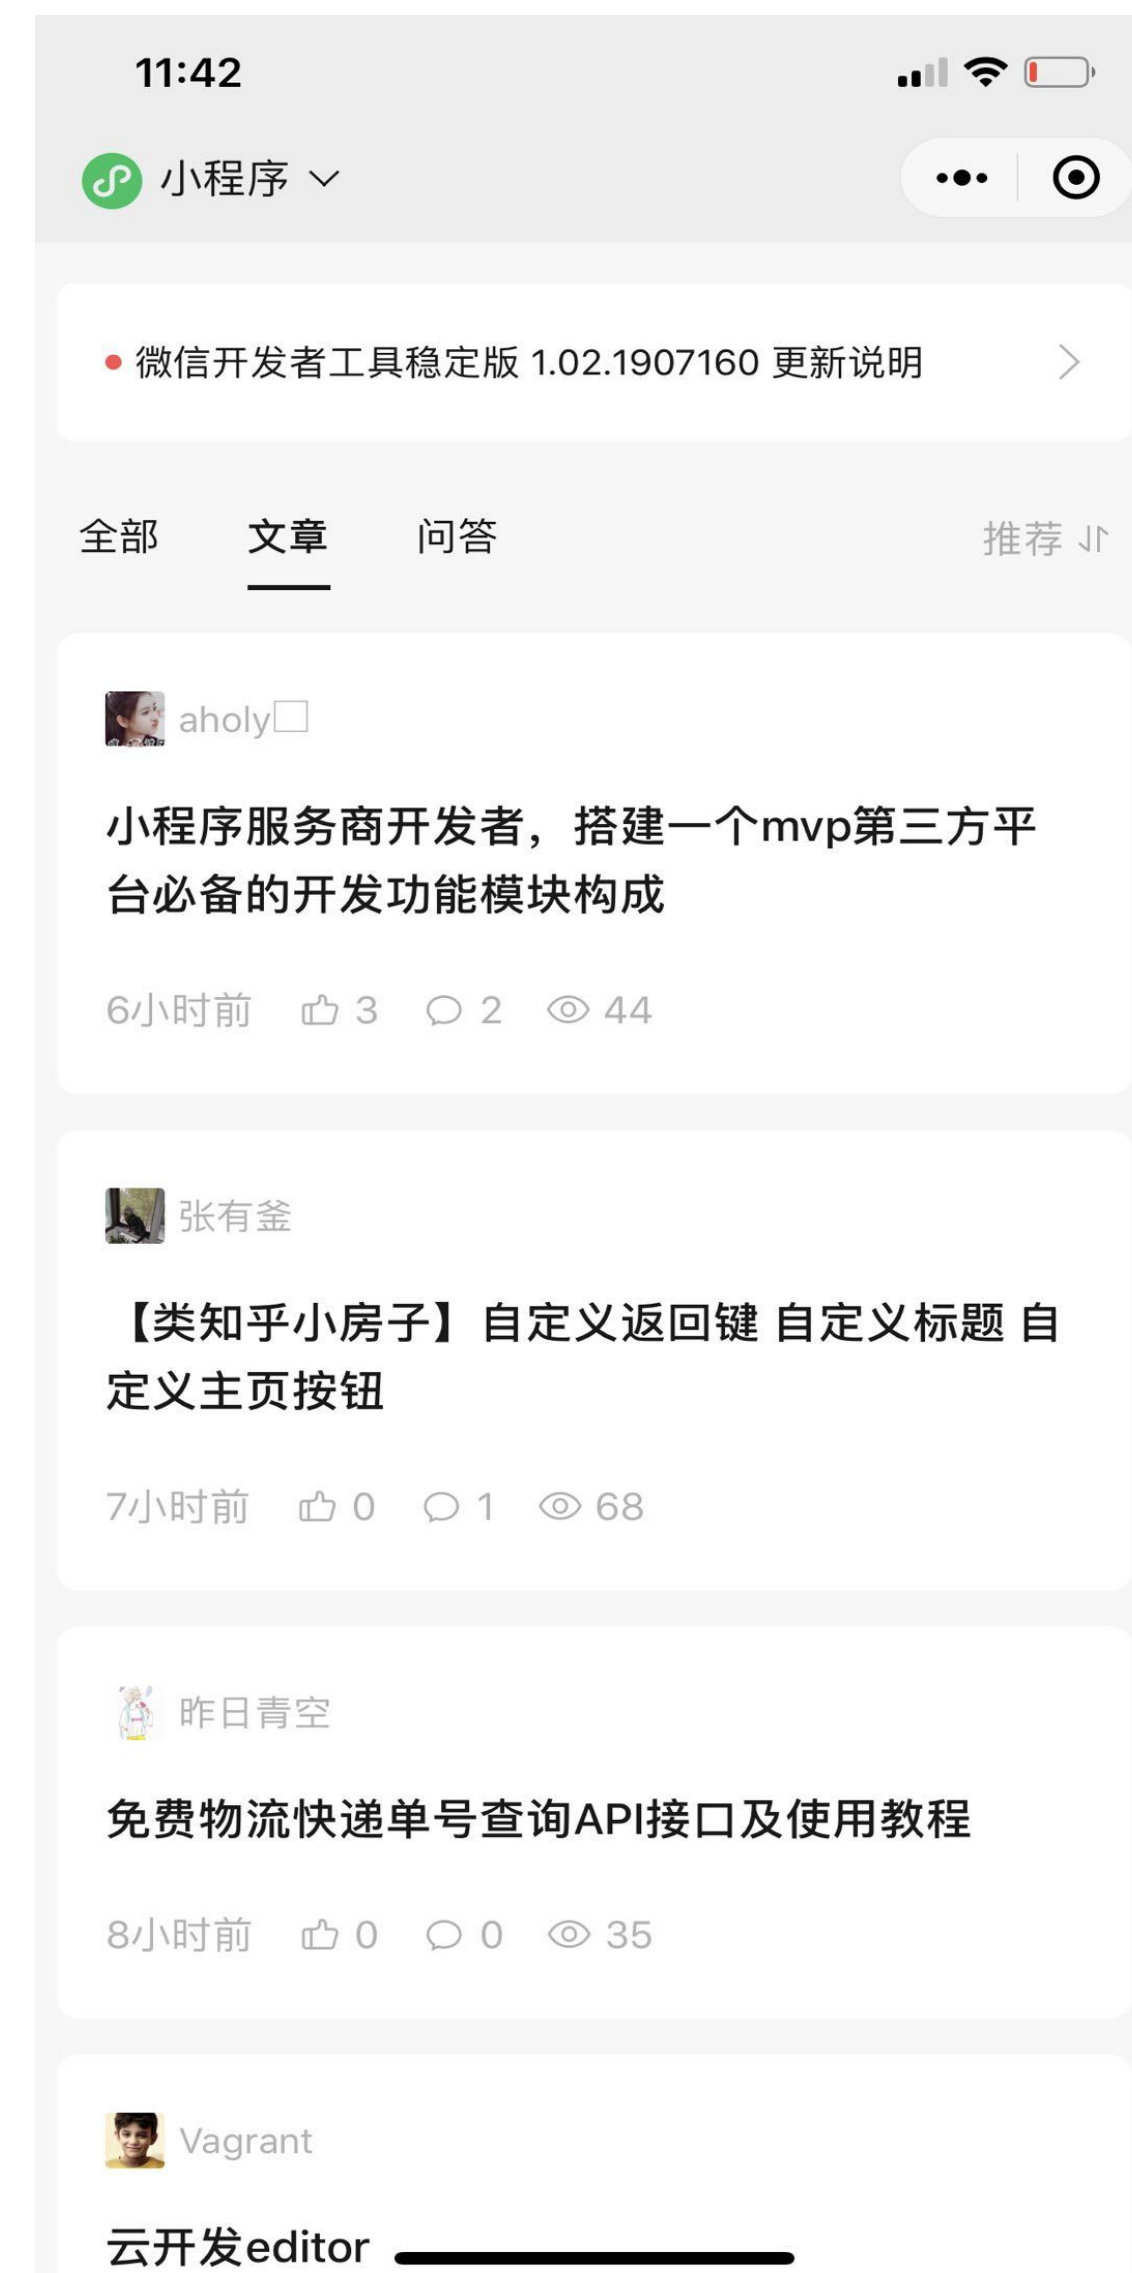 11:42
小程序
微信开发者工具稳定版 1.02.1907160 更新说明
全部 文章 问答 推荐
aholy□
小程序服务商开发者，搭建一个mvp第三方平
台必备的开发功能模块构成
6小时前 3 2 44
张有釜
【类知乎小房子】自定义返回键 自定义标题 自
定义主页按钮
7小时前 0 1 68
昨日青空
免费物流快递单号查询API接口及使用教程
8小时前 0 0 35
Vagrant
云开发editor